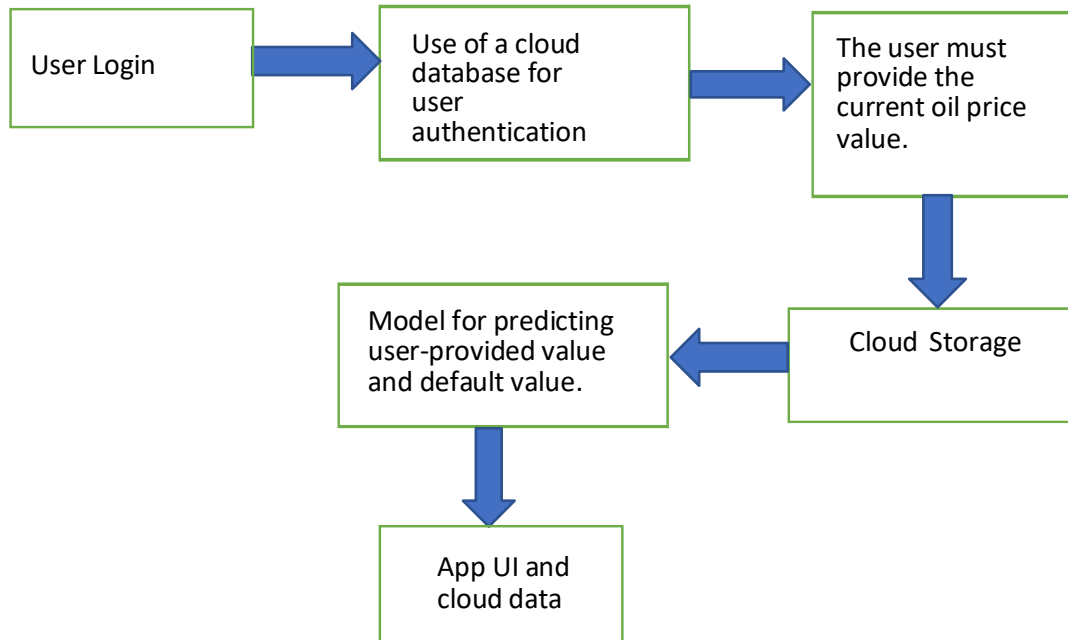 User Login
Use of a cloud
database for
user
authentication
The user must
provide the
current oil price
value.
Model for predicting
user-provided value
and default value.
Cloud Storage
App UI and
cloud data